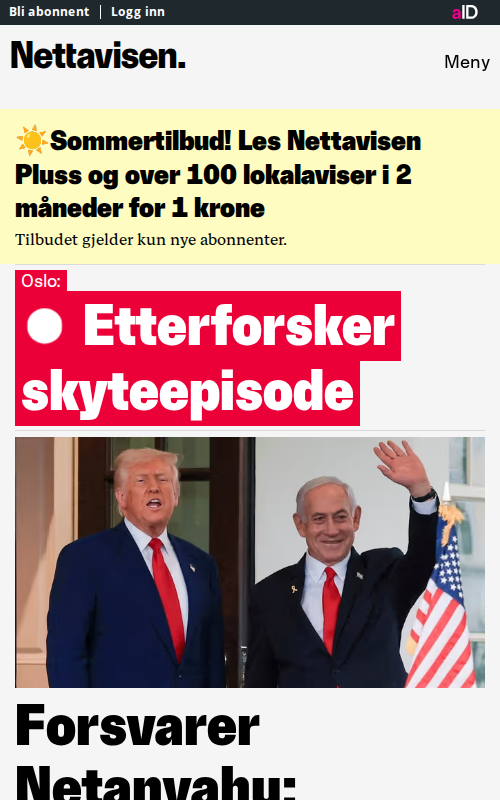 Bli abonnent | Logg inn
aID
Nettavisen.
Meny
Sommertilbud! Les Nettavisen
Pluss og over 100 lokalaviser i 2
måneder for 1 krone
Tilbudet gjelder kun nye abonnenter.
Oslo:
Etterforsker
skyteepisode
Forsvarer
Netanyahu: